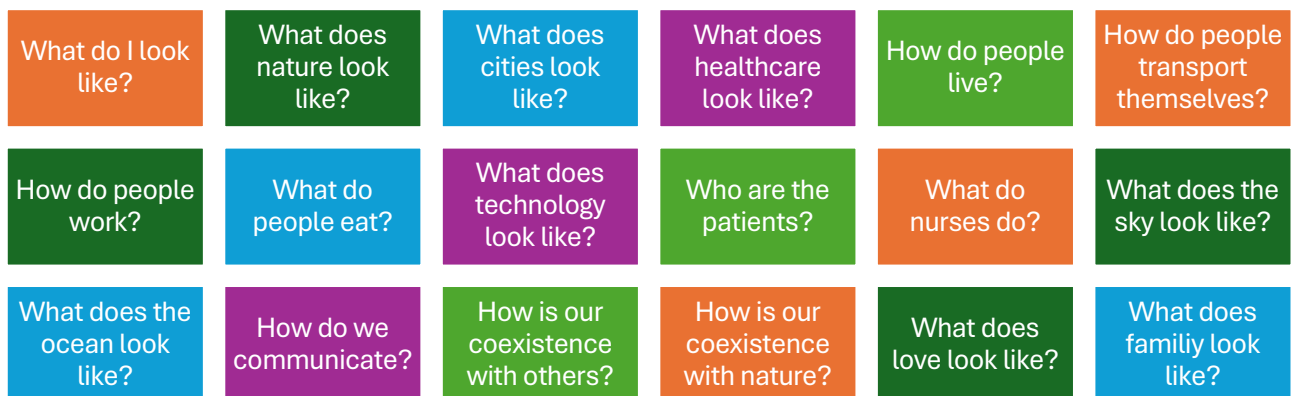 What do I look
like?
What does
nature look
like?
What does
cities look
like?
What does
healthcare
look like?
How do people
live?
How do people
transport
themselves?
How do people
work?
What do
people eat?
What does
technology
look like?
Who are the
patients?
What do
nurses do?
What does the
sky look like?
What does the
ocean look
like?
How do we
communicate?
How is our
coexistence
with others?
How is our
coexistence
with nature?
What does
love look like?
What does
familiy look
like?